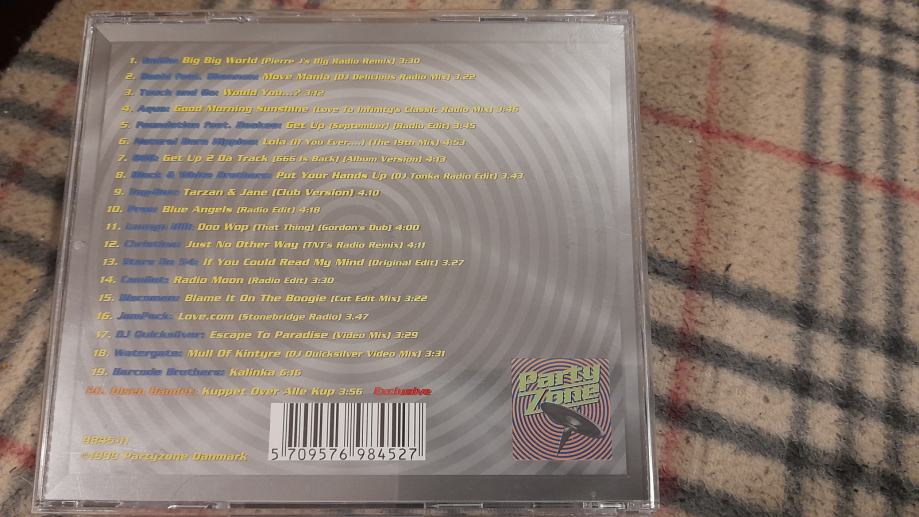 1. Emilia: Big Big World (Pierre J's Big Radio Remix) 3:30
2. feat. Shannon: Move Mania (DJ Delicious Radio Mix) 3.22
3. Touch and Go: Would You...? 3:12
4. Aqua: Good Morning Sunshine (Love To Infinity's Classic Radio Mix) 3:46
5. Foundation feat. Get Up (September) (Radio Edit) 3:45
6. Natural Born Hippies: Lola (If You Ever....) (The 19th Mix) 4:53
7. 666: Get Up 2 Da Track (666 Is Back) (Album Version) 4:13
8. Black & White Brothers: Put Your Hands Up (DJ Tonka Radio Edit) 3.43
9. Toy-Box: Tarzan & Jane (Club Version) 4.10
10. Blue Angels (Radio Edit) 4:18
11. Lauryn Hill: Doo Wop (That Thing) (Gordon's Dub) 4:00
12. Christina: Just No Other Way (TNT's Radio Remix) 4:11
13. Stars On 54: If You Could Read My Mind (Original Edit) 3.27
14. CamBot: Radio Moon (Radio Edit) 3:30
15. Discomen: Blame It On The Boogie (Cut Edit Mix) 3:22
16. JamPack: Love.com (Stonebridge Radio) 3.47
17. DJ Quicksilver: Escape To Paradise (Video Mix) 3:29
18. Watergate: Mull Of Kintyre (DJ Quicksilver Video Mix) 3:31
19. Barcode Brothers: Kalinka 6:16
20. Olsen Banden: Kuppet Over Alle Kup 3:56 Exclusive
Party
Zone
9845-11
©1999 Partyzone Danmark
5 709576 984527